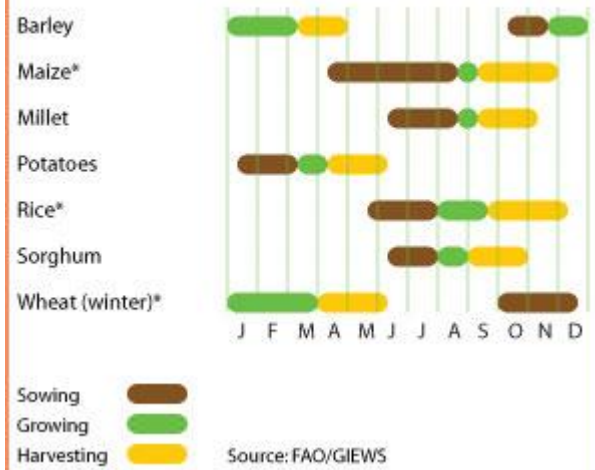 Barley
Maize*
Millet
Potatoes
Rice*
Sorghum
Wheat (winter)*
J F M A M J J A S O N D
Sowing
Growing
Harvesting Source: FAO/GIEWS